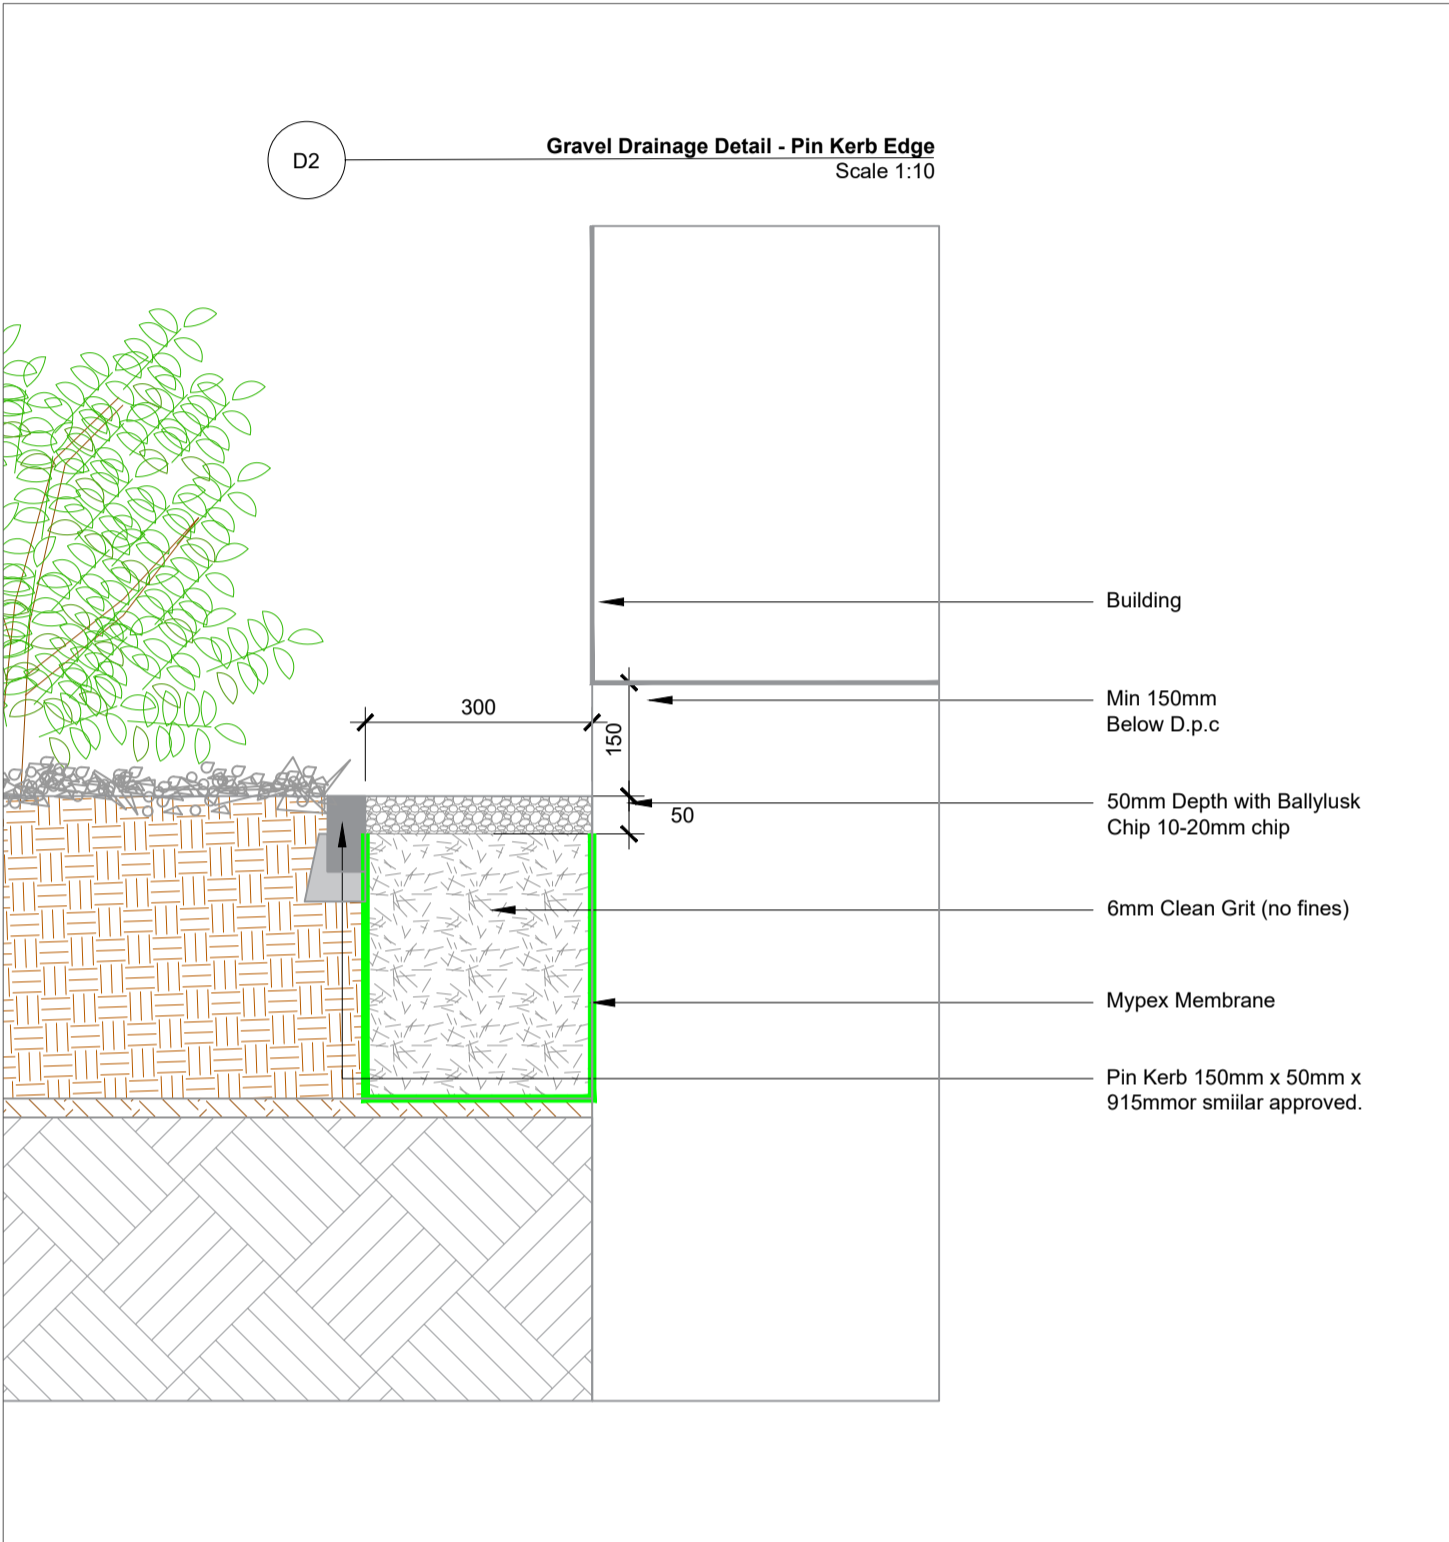 D2
Gravel Drainage Detail - Pin Kerb Edge
Scale 1:10
Building
Min 150mm
Below D.p.c
300
150
50mm Depth with Ballylusk
Chip 10-20mm chip
50
6mm Clean Grit (no fines)
Mypex Membrane
Pin Kerb 150mm x 50mm x
915mmor smiilar approved.